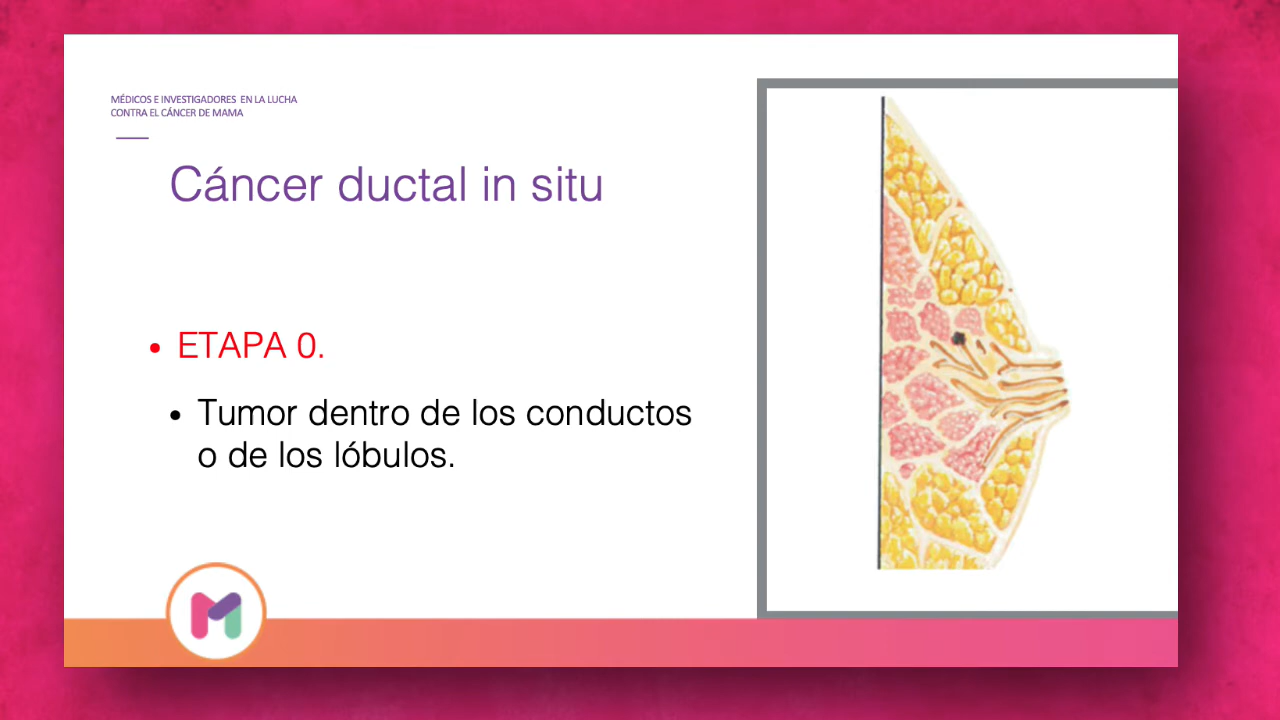 MÉDICOS E INVESTIGADORES EN LA LUCHA
CONTRA EL CÁNCER DE MAMA
Cáncer ductal in situ
• ETAPA 0.
• Tumor dentro de los conductos
o de los lóbulos.